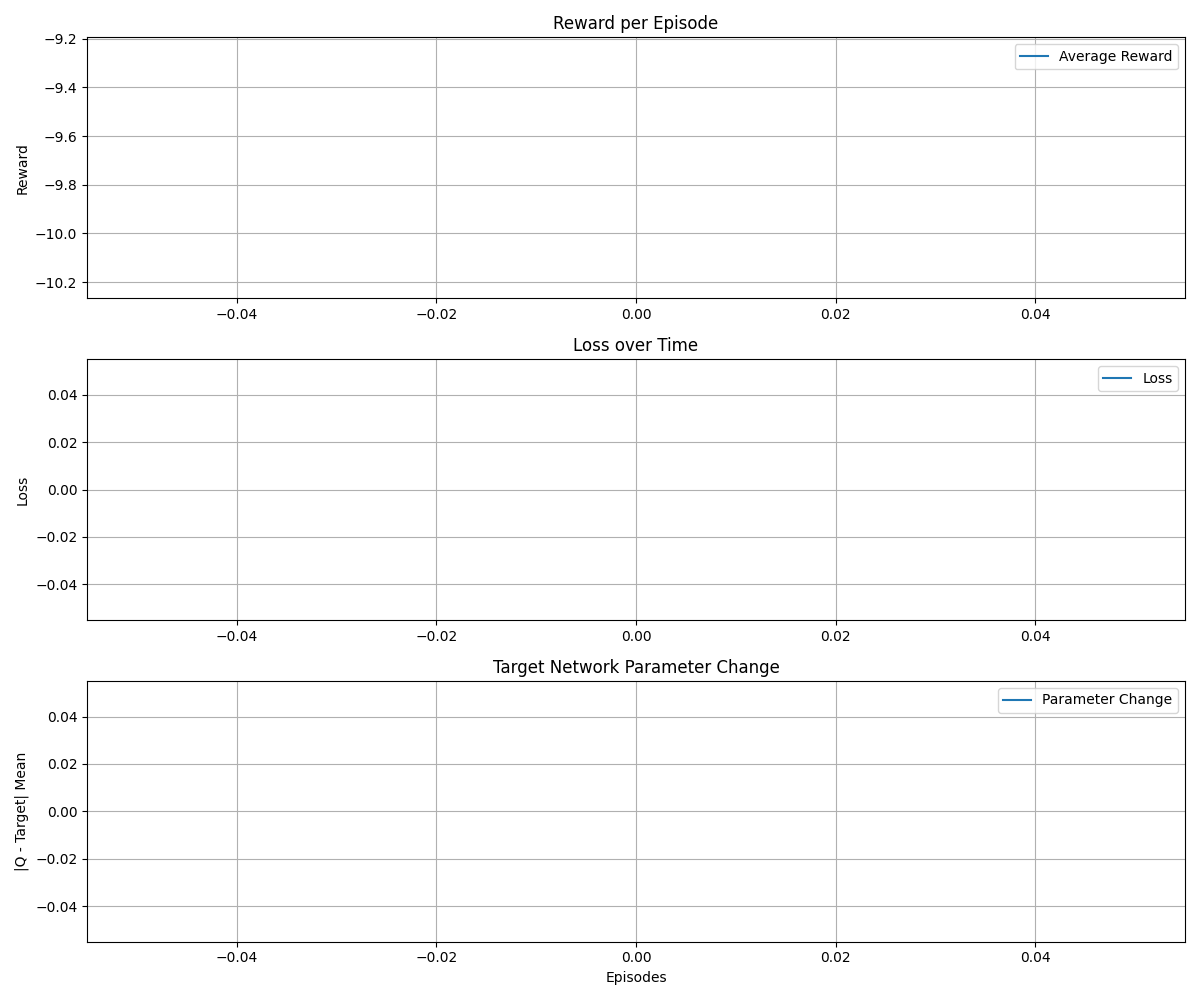 Reward per Episode
Average Reward
Reward
−9.2
−9.4
−9.6
−9.8
−10.0
−10.2
−0.04 −0.02 0.00 0.02 0.04
Loss over Time
Loss
Loss
0.04
0.02
0.00
−0.02
−0.04
−0.04 −0.02 0.00 0.02 0.04
Target Network Parameter Change
Parameter Change
|Q - Target| Mean
0.04
0.02
0.00
−0.02
−0.04
−0.04 −0.02 0.00 0.02 0.04
Episodes